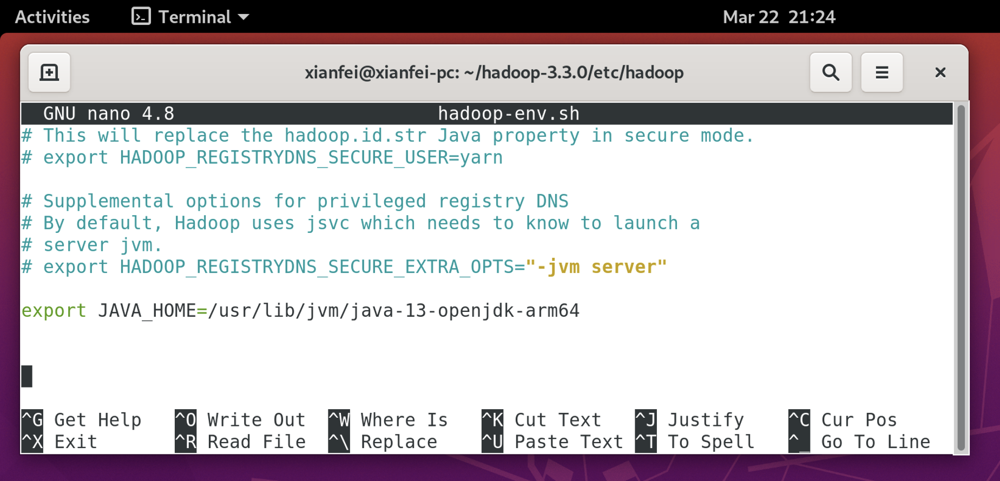 Activities Terminal Mar 22 21:24
xianfei@xianfei-pc: ~/hadoop-3.3.0/etc/hadoop
GNU nano 4.8 hadoop-env.sh
# This will replace the hadoop.id.str Java property in secure mode.
# export HADOOP_REGISTRYDNS_SECURE_USER=yarn
# Supplemental options for privileged registry DNS
# By default, Hadoop uses jsvc which needs to know to launch a
# server jvm.
# export HADOOP_REGISTRYDNS_SECURE_EXTRA_OPTS="-jvm server"
export JAVA_HOME=/usr/lib/jvm/java-13-openjdk-arm64
^G Get Help ^O Write Out ^W Where Is ^K Cut Text ^J Justify ^C Cur Pos
^X Exit ^R Read File ^\ Replace ^U Paste Text ^T To Spell ^_ Go To Line